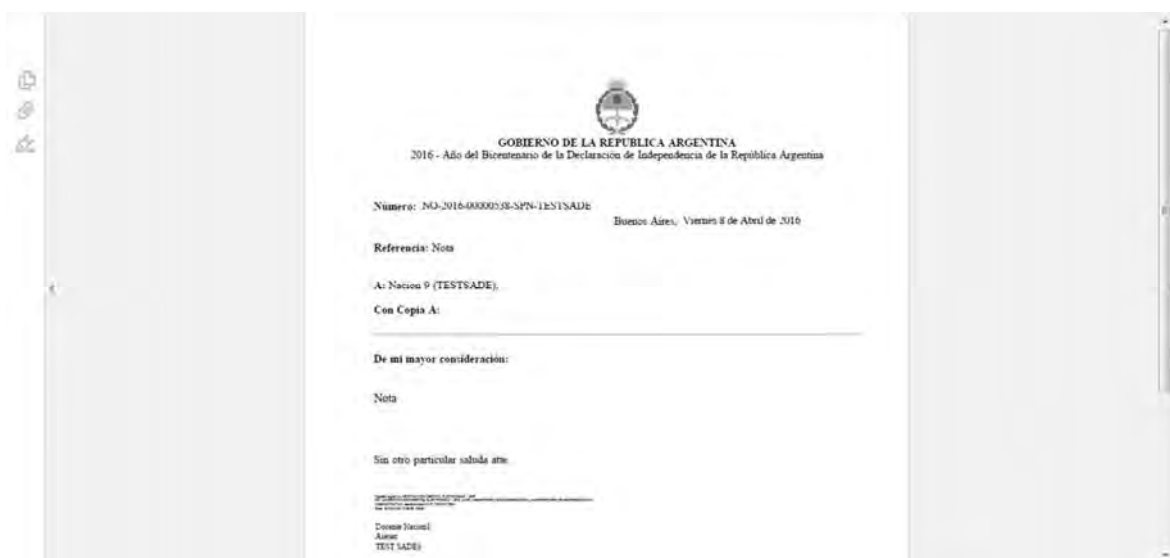 GOBIERNO DE LA REPUBLICA ARGENTINA
2016 - Año del Bicentenario de la Declaración de Independencia de la República Argentina
Número: NO-2016-00000538-SPN-TESTSADE
Buenos Aires, Viernes 8 de Abril de 2016
Referencia: Nota
A: Nacion 9 (TESTSADE),
Con Copia A:
De mi mayor consideración:
Nota
Sin otro particular saluda atte.
Docente Nacion1
Asesor
TEST SADE